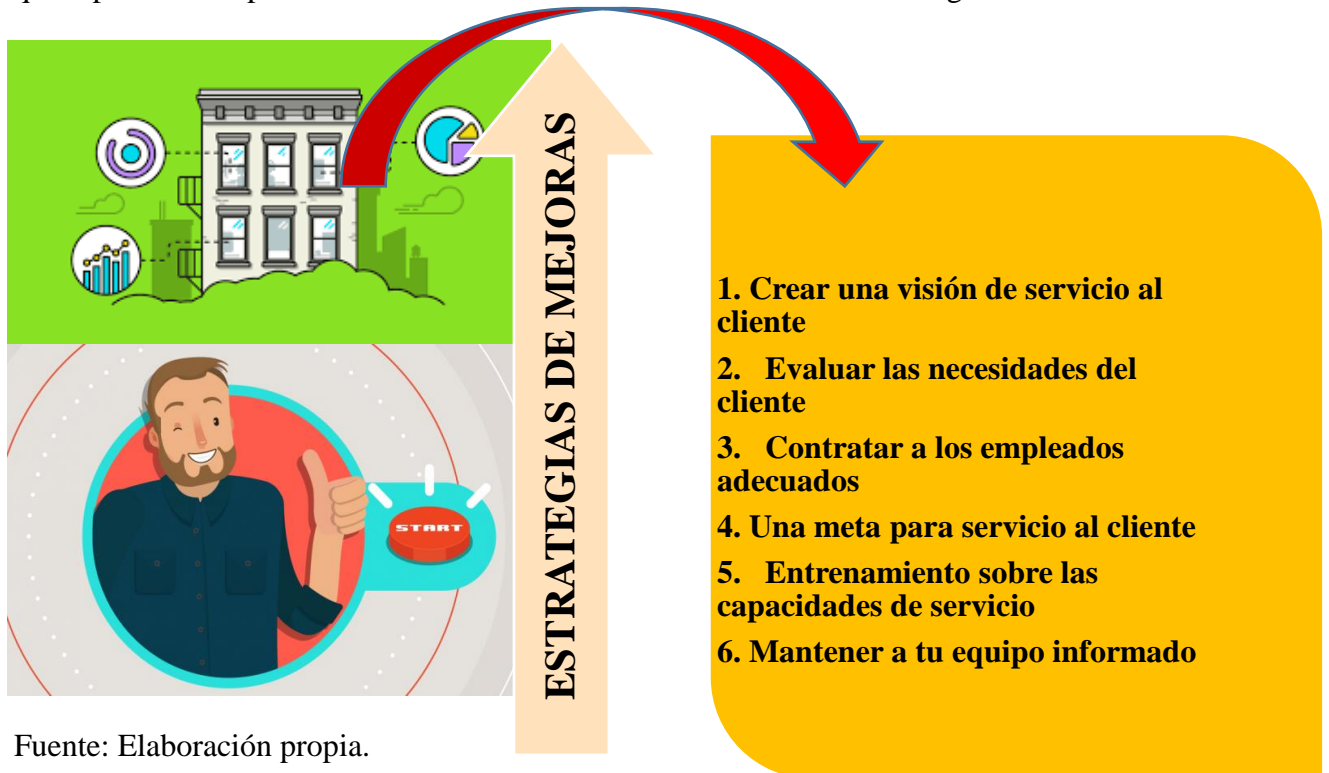 ESTRATEGIAS DE MEJORAS
START
1. Crear una visión de servicio al
cliente
2. Evaluar las necesidades del
cliente
3. Contratar a los empleados
adecuados
4. Una meta para servicio al cliente
5. Entrenamiento sobre las
capacidades de servicio
6. Mantener a tu equipo informado
Fuente: Elaboración propia.